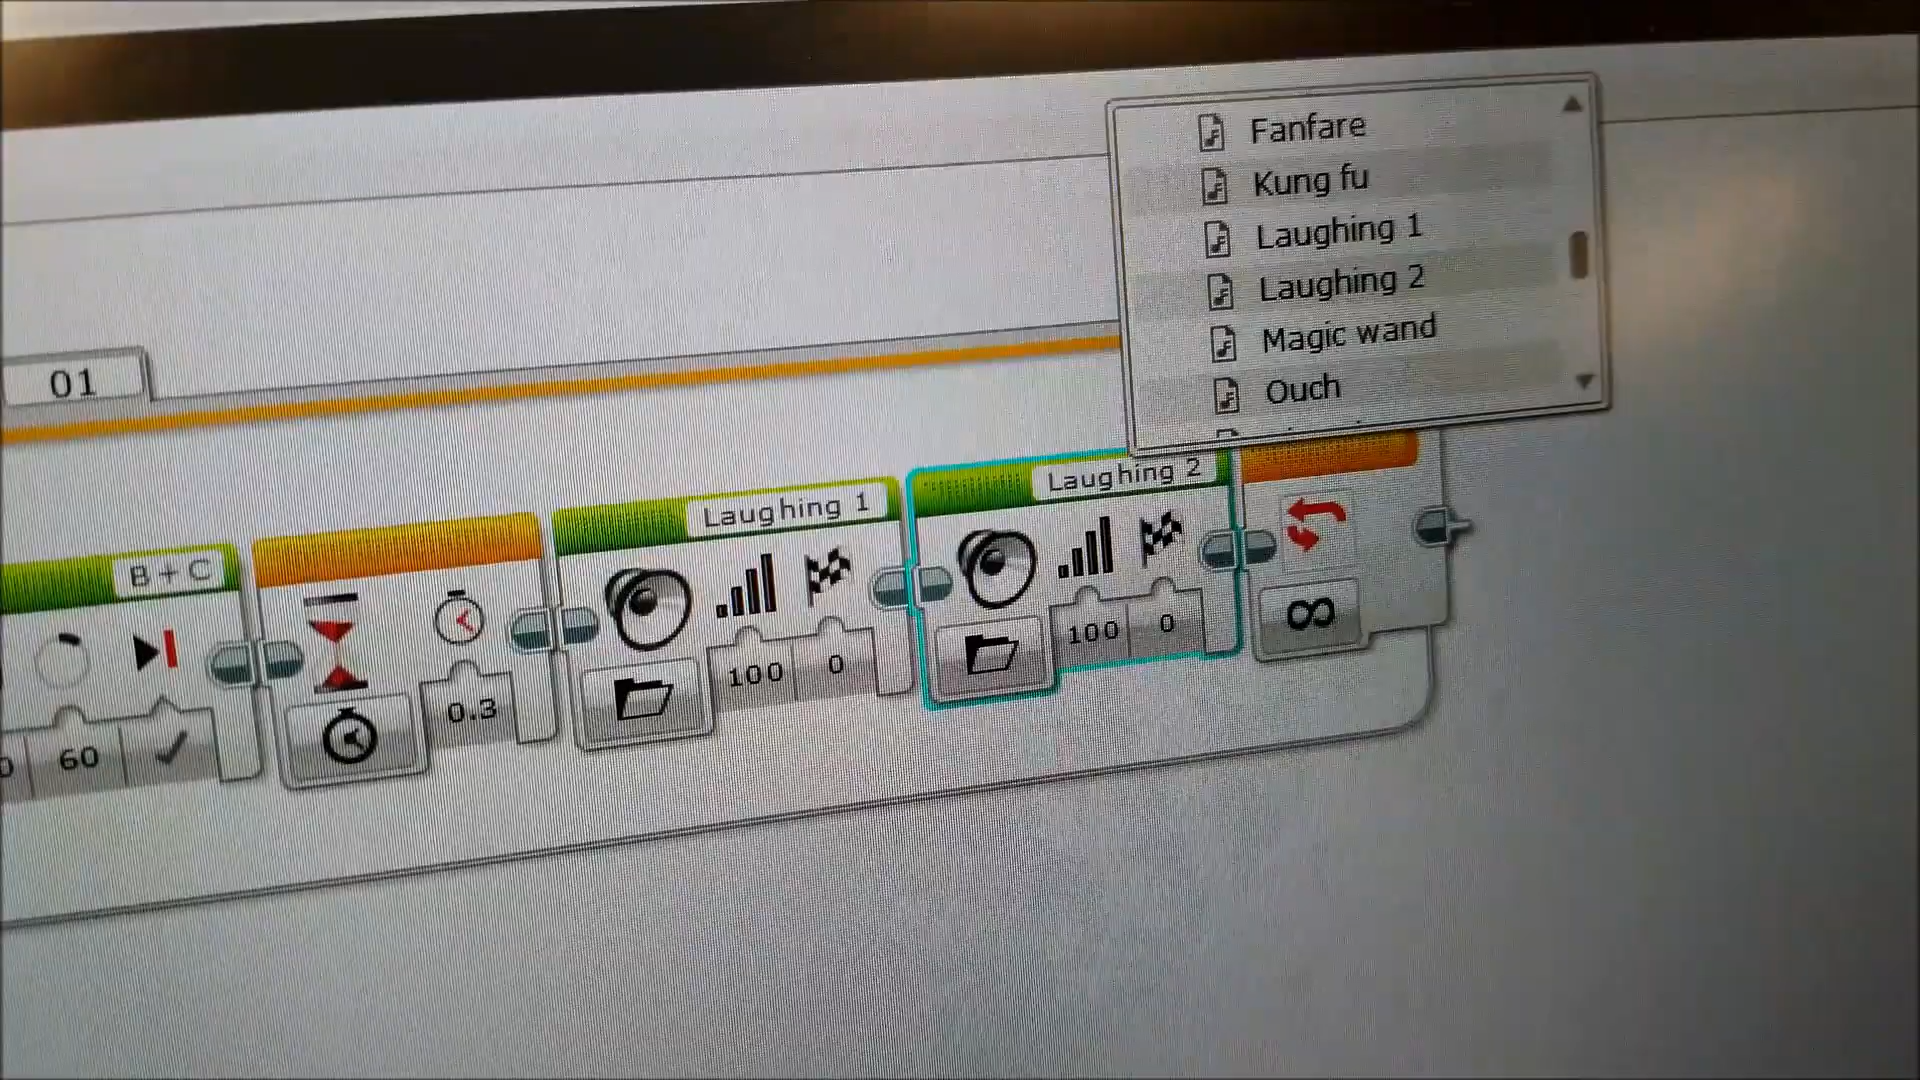 Fanfare
Kung fu
Laughing 1
Laughing 2
Magic wand
Ouch
01
B + C
Laughing 1
Laughing 2
60
0.3
100 0
100 0